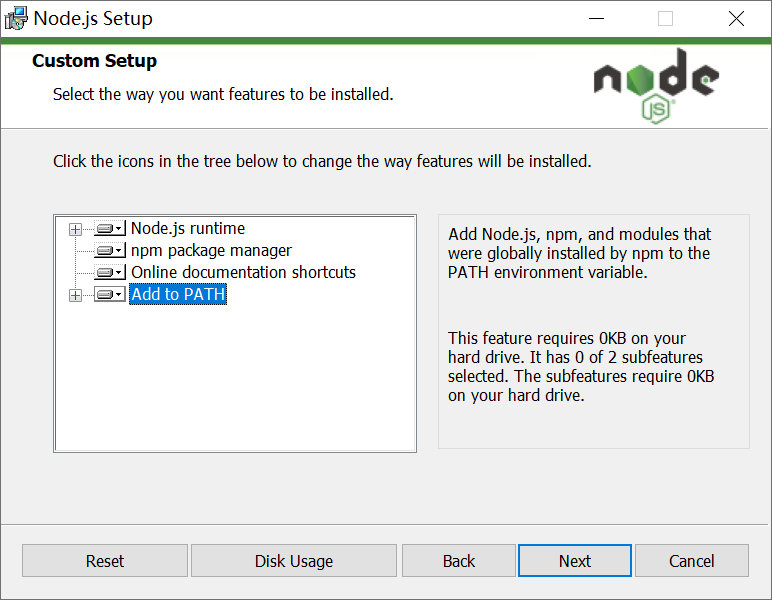 Node.js Setup
Custom Setup
Select the way you want features to be installed.
node
JS
Click the icons in the tree below to change the way features will be installed.
Node.js runtime
npm package manager
Online documentation shortcuts
Add to PATH
Add Node.js, npm, and modules that
were globally installed by npm to the
PATH environment variable.
This feature requires 0KB on your
hard drive. It has 0 of 2 subfeatures
selected. The subfeatures require 0KB
on your hard drive.
Reset
Disk Usage
Back
Next
Cancel